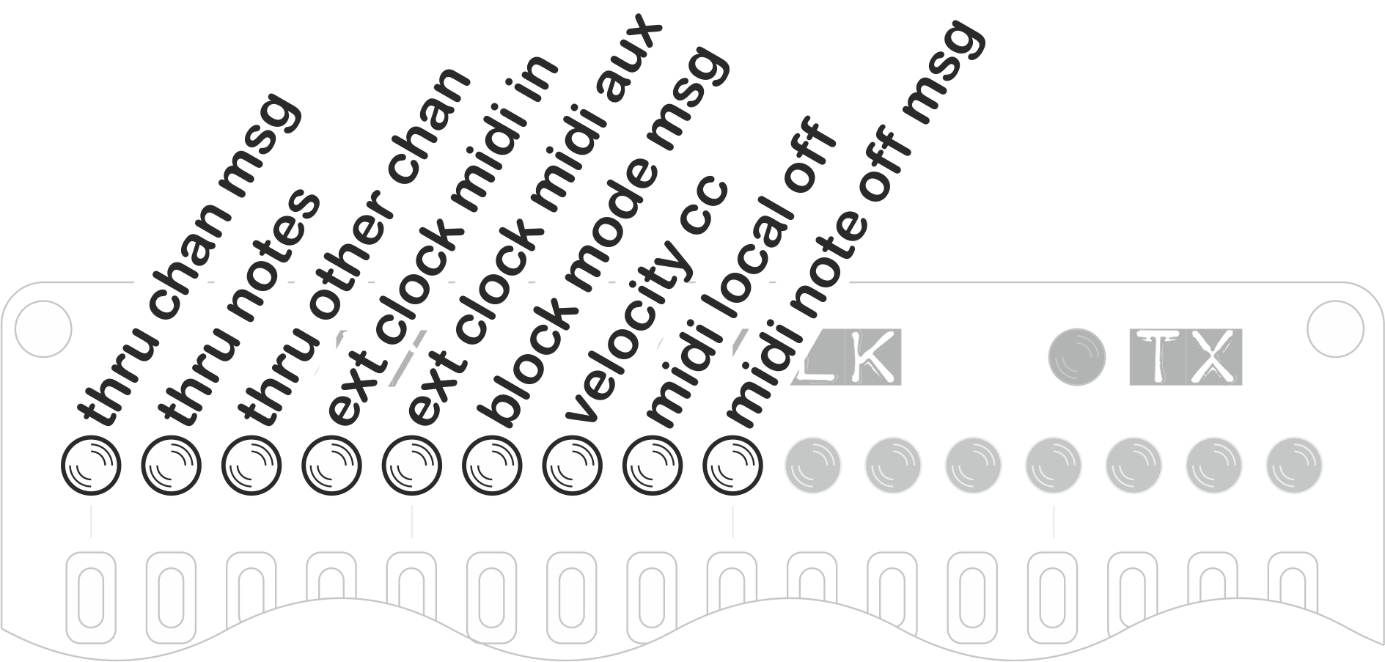 thru chan msg
thru notes
thru other chan
ext clock midi in
ext clock midi aux
block mode msg
velocity cc
midi local off
midi note off msg
LK
TX